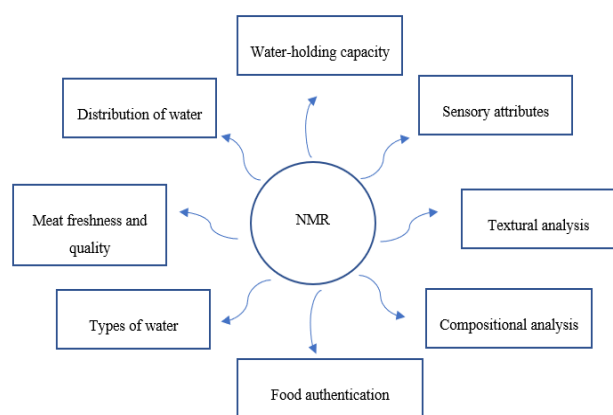 Water-holding capacity
Distribution of water
Sensory attributes
NMR
Meat freshness and
quality
Textural analysis
Types of water
Compositional analysis
Food authentication